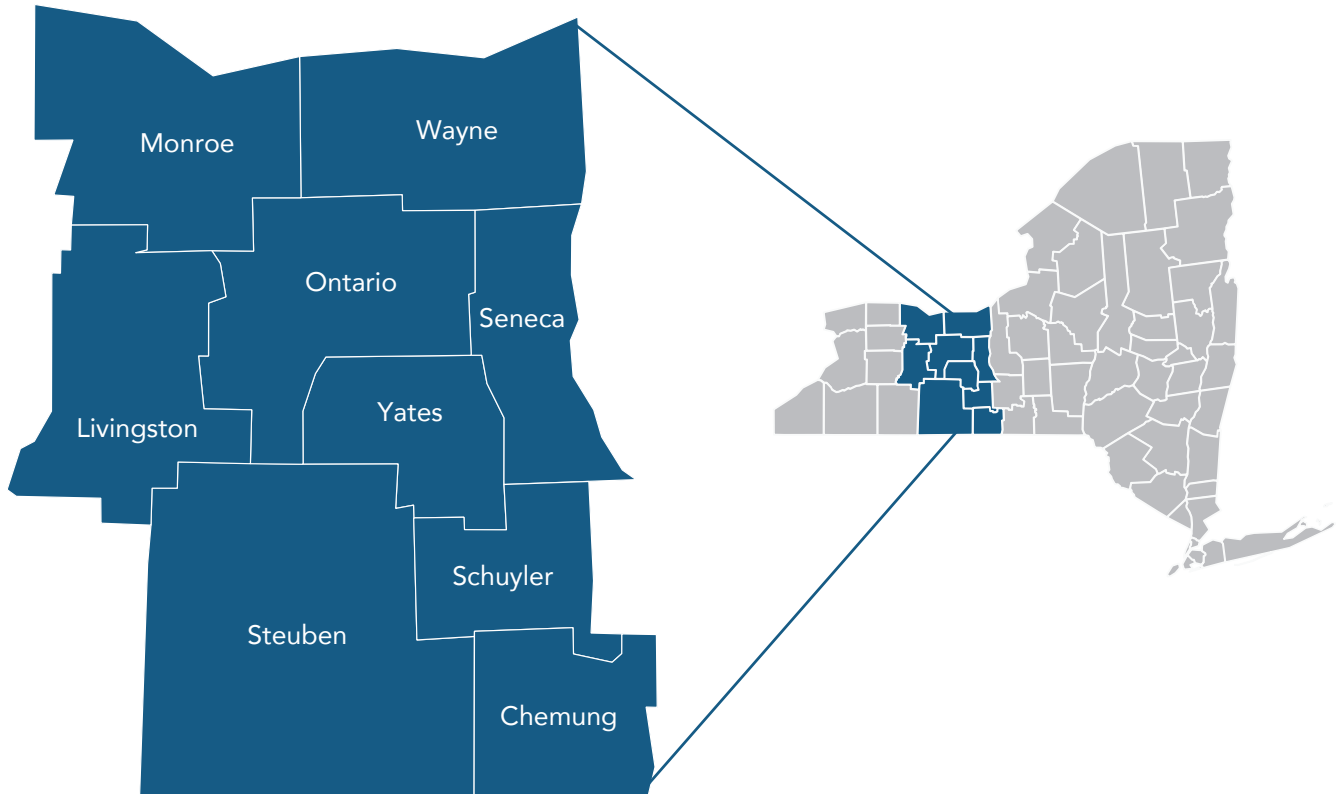 Monroe
Wayne
Ontario
Seneca
Yates
Livingston
Schuyler
Steuben
Chemung